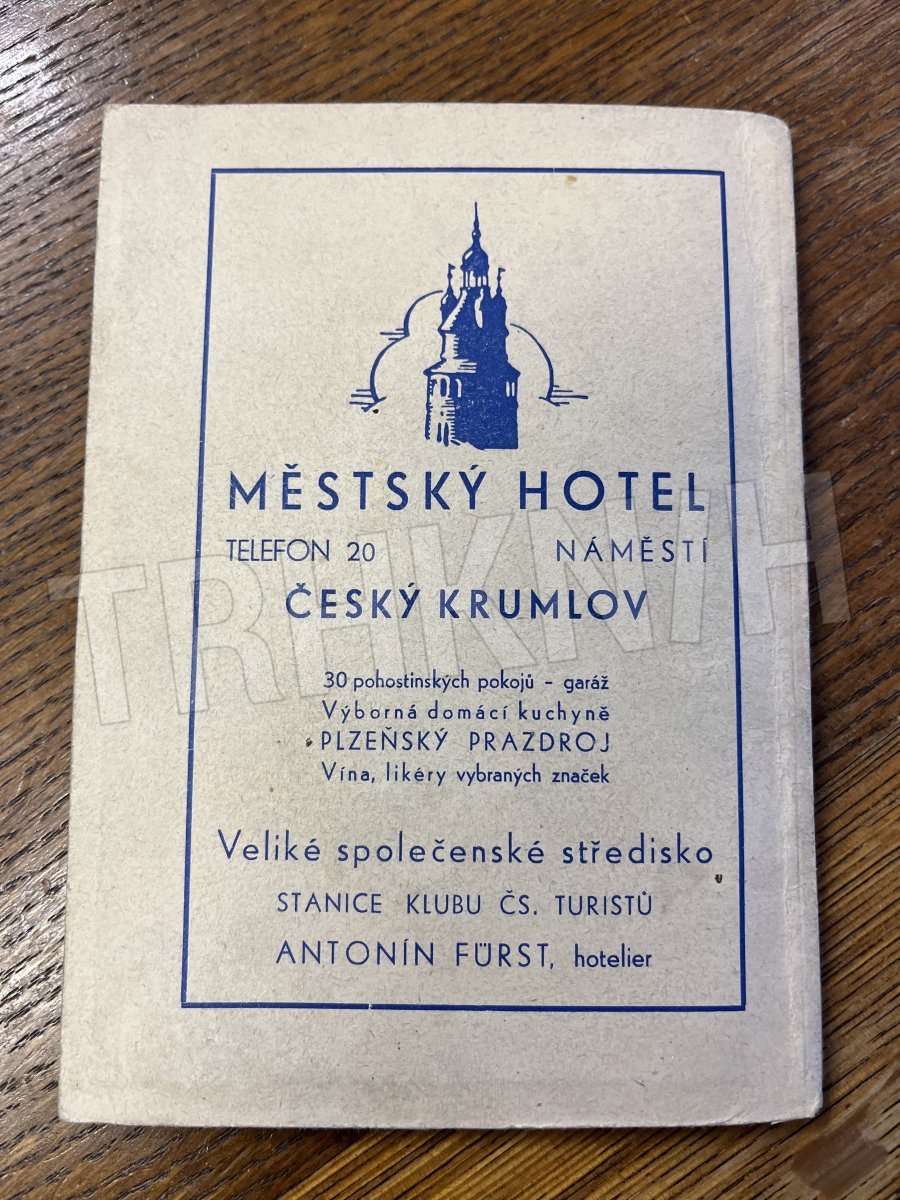 MĚSTSKÝ HOTEL
TELEFON 20 NÁMĚSTÍ
ČESKÝ KRUMLOV
30 pohostinských pokojů – garáž
Výborná domácí kuchyně
PLZEŇSKÝ PRAZDROJ
Vína, likéry vybraných značek
Veliké společenské středisko
STANICE KLUBU ČS. TURISTŮ
ANTONÍN FÜRST, hotelier
TRHKNIH